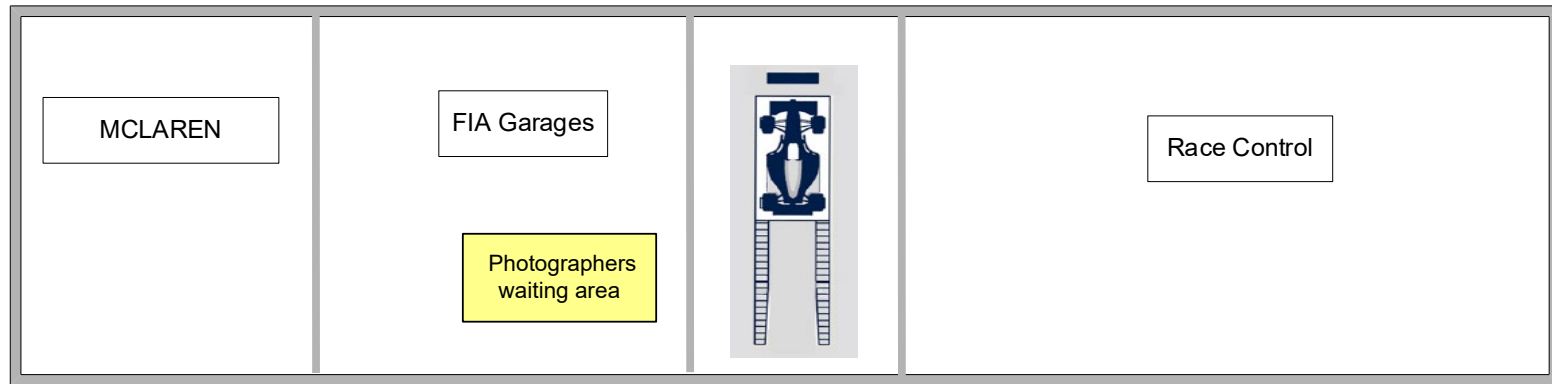 MCLAREN
FIA Garages
Photographers
waiting area
Race Control